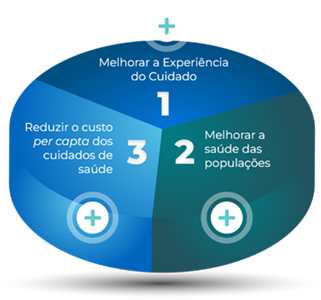 Melhorar a Experiência
do Cuidado
1
Reduzir o custo
per capta dos
cuidados de
saúde
3
2
Melhorar a
saúde das
populações